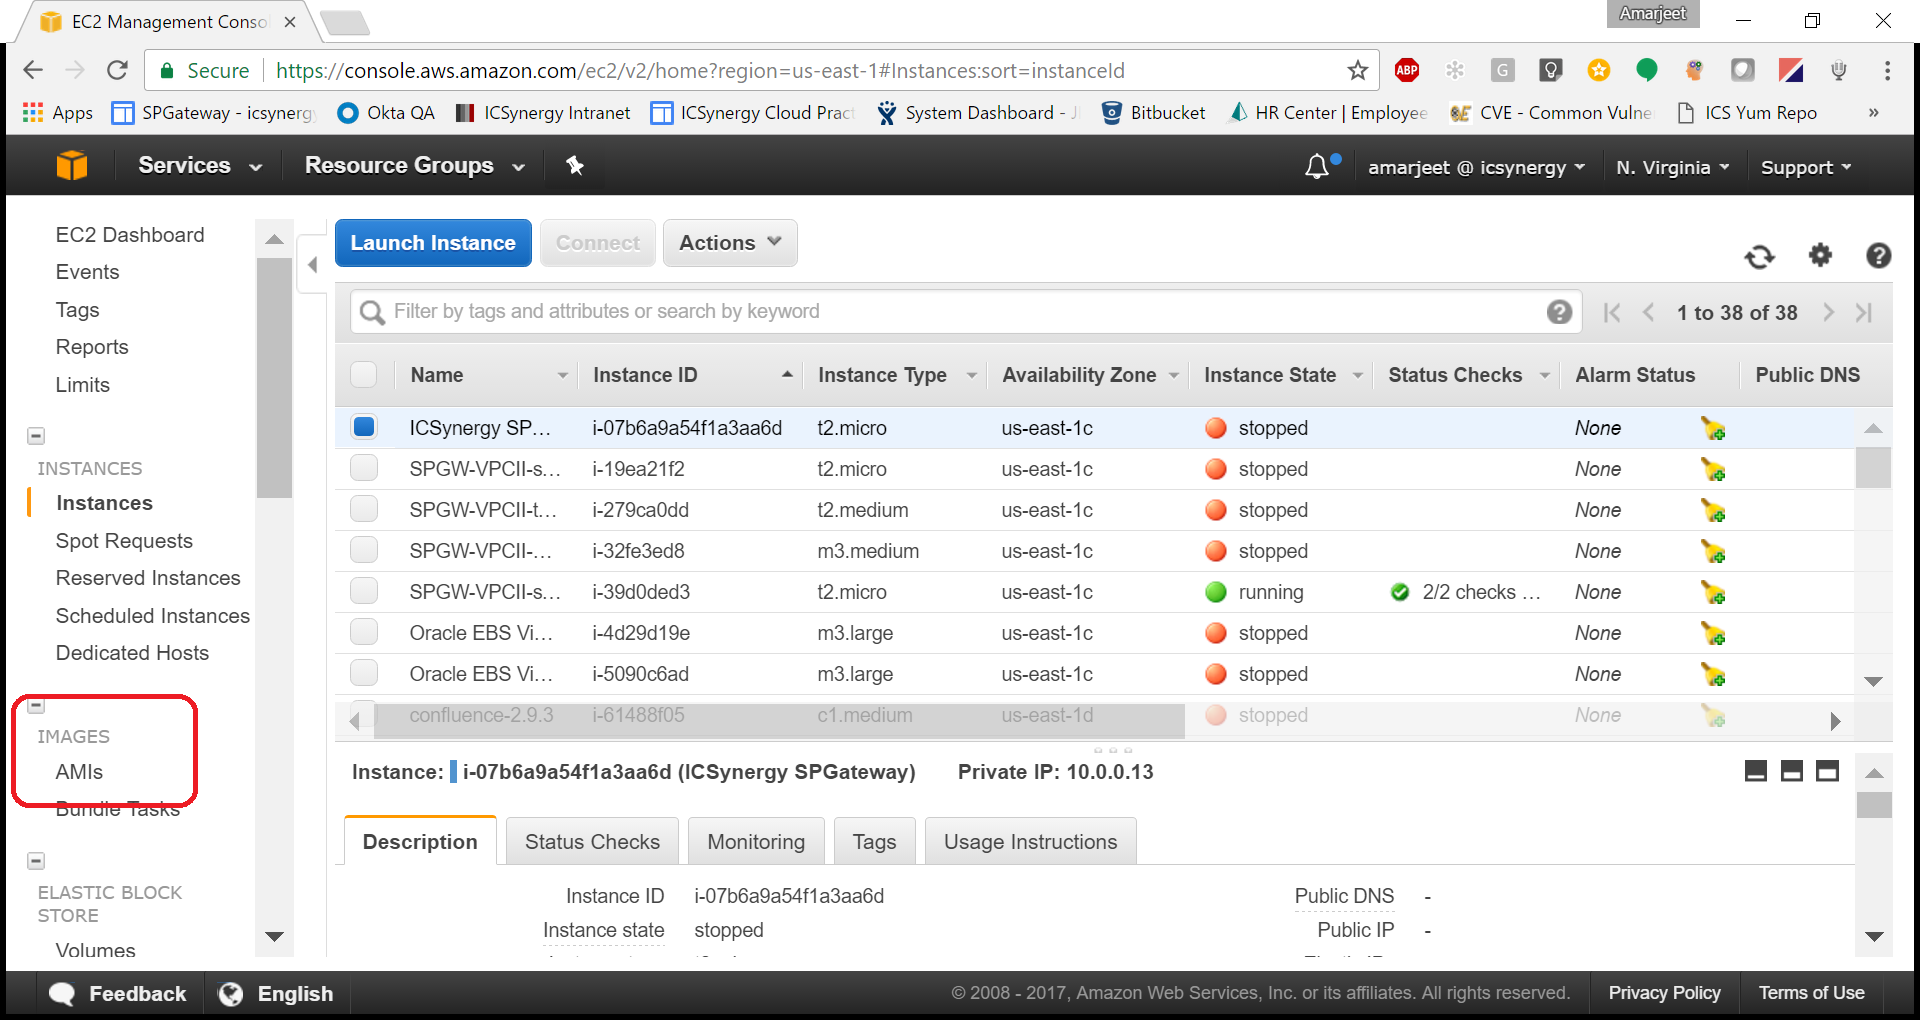 EC2 Management Conso
Amarjeet
Secure https://console.aws.amazon.com/ec2/v2/home?region=us-east-1#Instances:sort=instanceId
ABP
G
Apps SPGateway - icsynergy Okta QA ICSynergy Intranet ICSynergy Cloud Pract System Dashboard - JI Bitbucket HR Center | Employee CVE - Common Vulne ICS Yum Repo »
Services Resource Groups amarjeet @ icsynergy N. Virginia Support
EC2 Dashboard
Events
Tags
Reports
Limits
INSTANCES
Instances
Spot Requests
Reserved Instances
Scheduled Instances
Dedicated Hosts
IMAGES
AMIs
Bundle Tasks
ELASTIC BLOCK
STORE
Volumes
Launch Instance Connect Actions
Filter by tags and attributes or search by keyword 1 to 38 of 38
Name Instance ID Instance Type Availability Zone Instance State Status Checks Alarm Status Public DNS
ICSynergy SP... i-07b6a9a54f1a3aa6d t2.micro us-east-1c stopped None
SPGW-VPCII-s... i-19ea21f2 t2.micro us-east-1c stopped None
SPGW-VPCII-t... i-279ca0dd t2.medium us-east-1c stopped None
SPGW-VPCII-... i-32fe3ed8 m3.medium us-east-1c stopped None
SPGW-VPCII-s... i-39d0ded3 t2.micro us-east-1c running 2/2 checks ... None
Oracle EBS Vi... i-4d29d19e m3.large us-east-1c stopped None
Oracle EBS Vi... i-5090c6ad m3.large us-east-1c stopped None
confluence-2.9.3 i-61488f05 c1.medium us-east-1d stopped None
Instance: i-07b6a9a54f1a3aa6d (ICSynergy SPGateway) Private IP: 10.0.0.13
Description Status Checks Monitoring Tags Usage Instructions
Instance ID i-07b6a9a54f1a3aa6d Public DNS -
Instance state stopped Public IP -
Feedback English © 2008 - 2017, Amazon Web Services, Inc. or its affiliates. All rights reserved. Privacy Policy Terms of Use